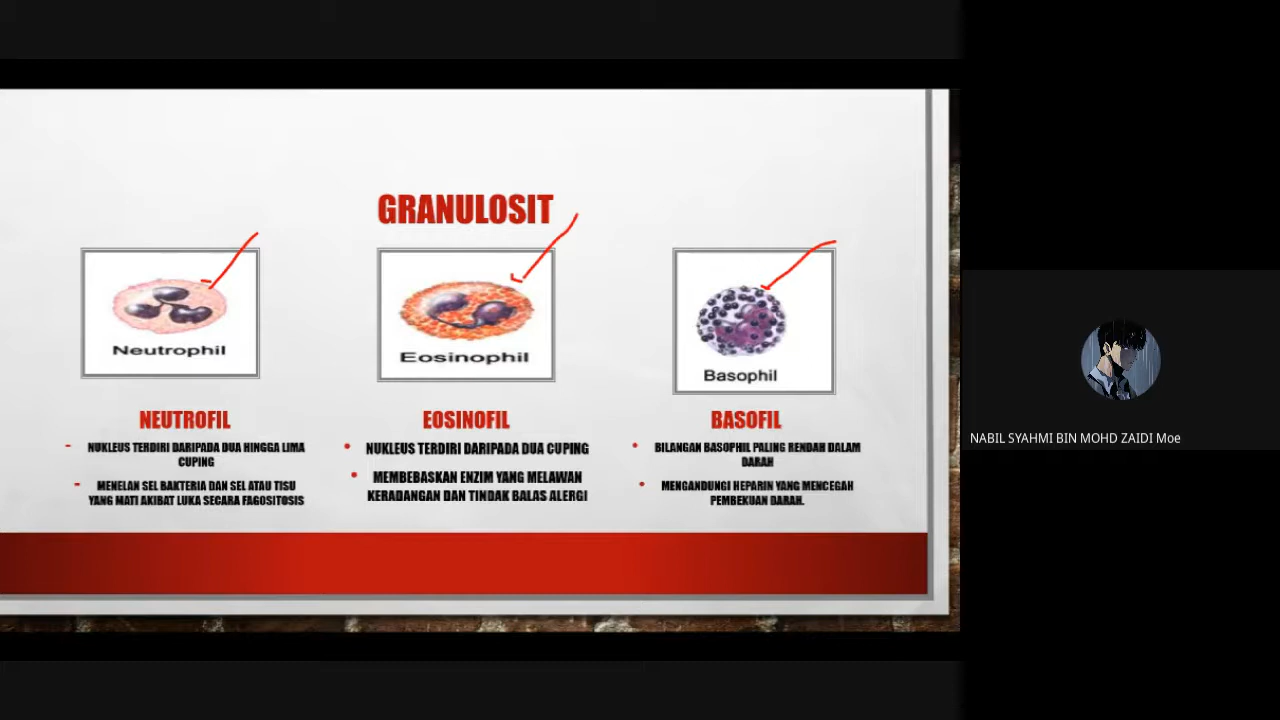 GRANULOSIT
Neutrophil
Eosinophil
Basophil
NEUTROFIL
- NUKLEUS TERDIRI DARIPADA DUA HINGGA LIMA
CUPING
- MENELAN SEL BAKTERIA DAN SEL ATAU TISU
YANG MATI AKIBAT LUKA SECARA FAGOSITOSIS
EOSINOFIL
• NUKLEUS TERDIRI DARIPADA DUA CUPING
• MEMBEBASKAN ENZIM YANG MELAWAN
KERADANGAN DAN TINDAK BALAS ALERGI
BASOFIL
• BILANGAN BASOPHIL PALING RENDAH DALAM
DARAH
• MENGANDUNGI HEPARIN YANG MENCEGAH
PEMBEKUAN DARAH.
NABIL SYAHMI BIN MOHD ZAIDI Moe